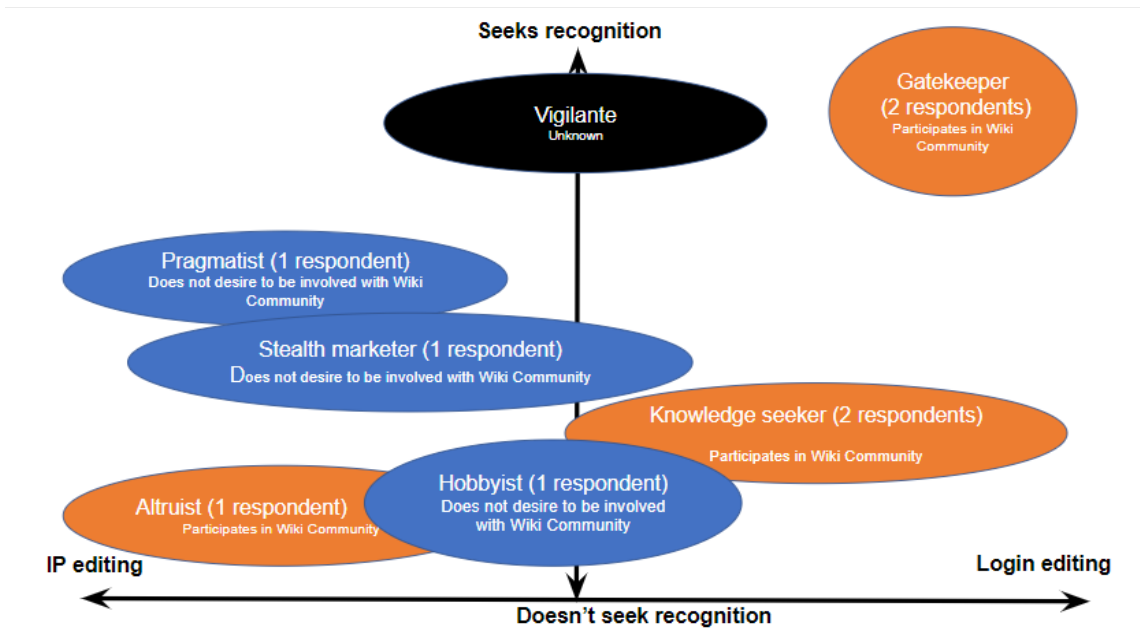 Seeks recognition
Vigilante
Unknown
Gatekeeper
(2 respondents)
Participates in Wiki
Community
Pragmatist (1 respondent)
Does not desire to be involved with Wiki
Community
Stealth marketer (1 respondent)
Does not desire to be involved with Wiki Community
Knowledge seeker (2 respondents)
Participates in Wiki Community
Hobbyist (1 respondent)
Does not desire to be involved
with Wiki Community
Altruist (1 respondent)
Participates in Wiki Community
IP editing
Login editing
Doesn’t seek recognition